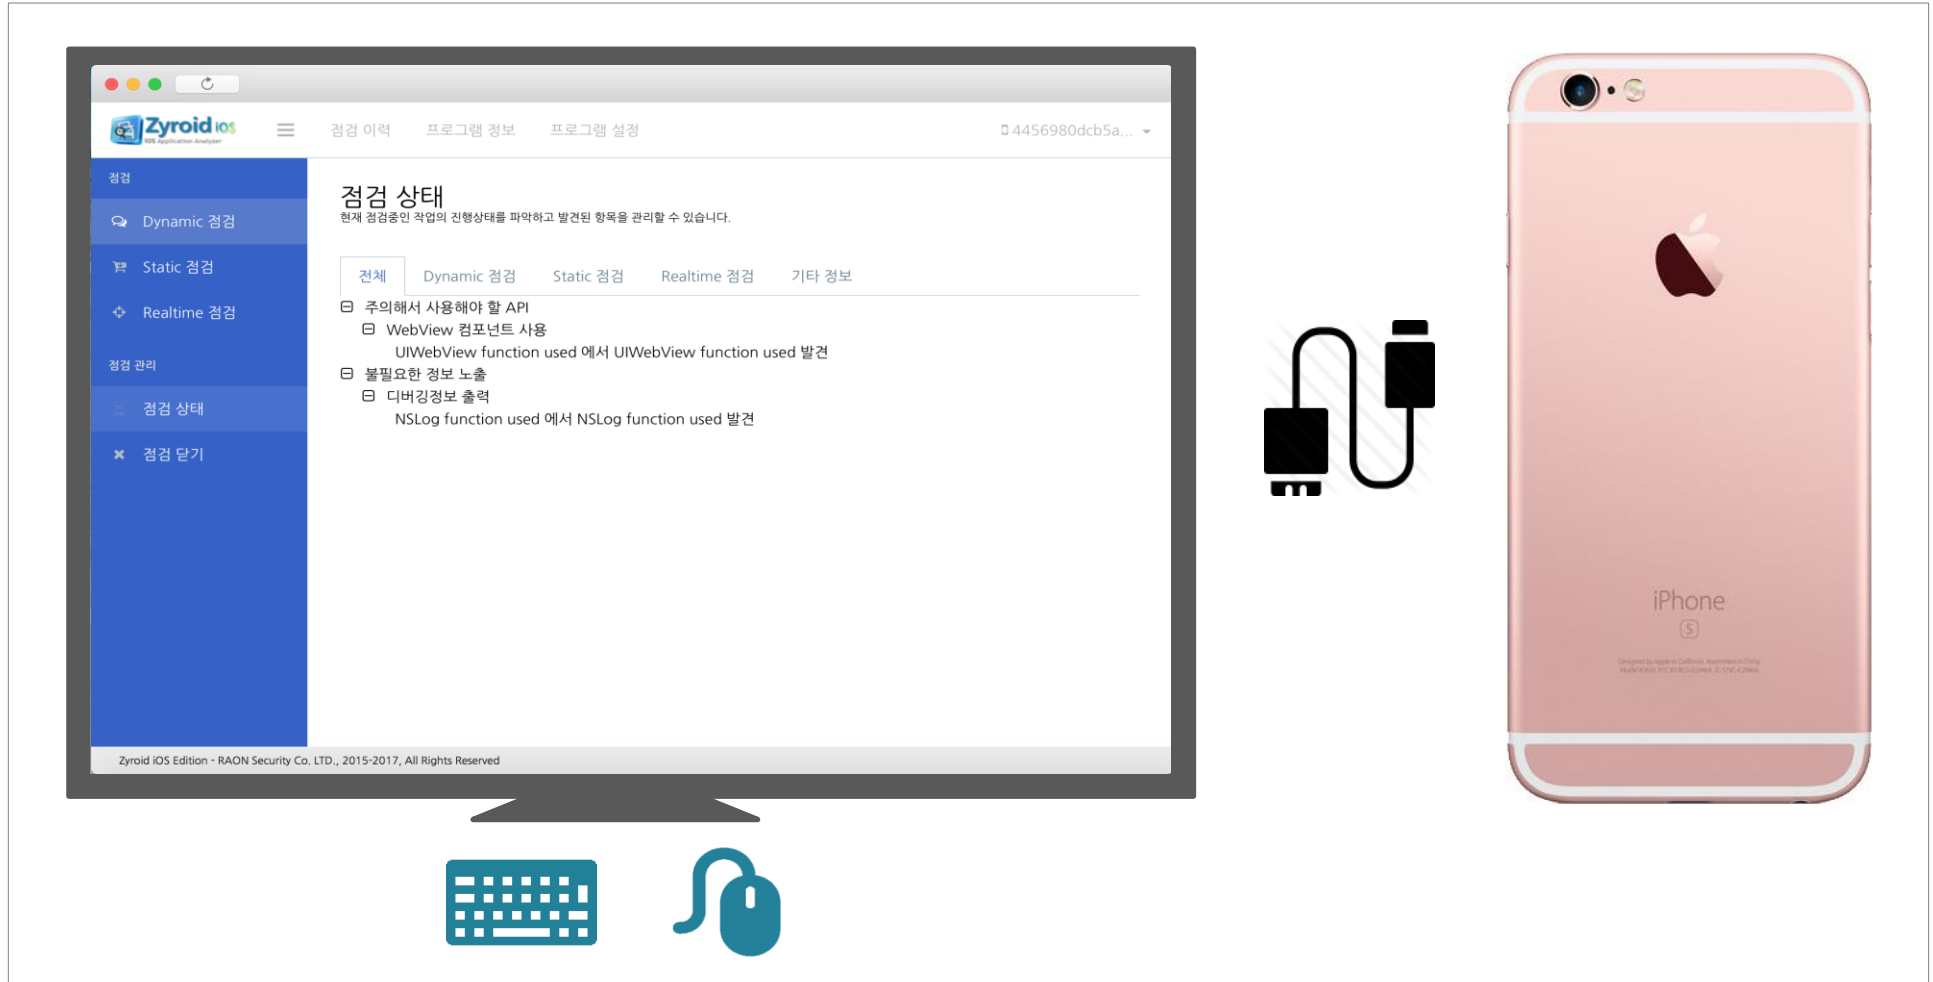 Zyroid iOS
iOS Application Analyzer
점검 이력
프로그램 정보
프로그램 설정
4456980dcb5a...
점검
Dynamic 점검
Static 점검
Realtime 점검
점검 관리
점검 상태
점검 닫기
점검 상태
현재 점검중인 작업의 진행상태를 파악하고 발견된 항목을 관리할 수 있습니다.
전체
Dynamic 점검
Static 점검
Realtime 점검
기타 정보
주의해서 사용해야 할 API
WebView 컴포넌트 사용
UIWebView function used 에서 UIWebView function used 발견
불필요한 정보 노출
디버깅정보 출력
NSLog function used 에서 NSLog function used 발견
Zyroid iOS Edition - RAON Security Co. LTD., 2015-2017, All Rights Reserved
iPhone
S
Designed by Apple in California. Assembled in China